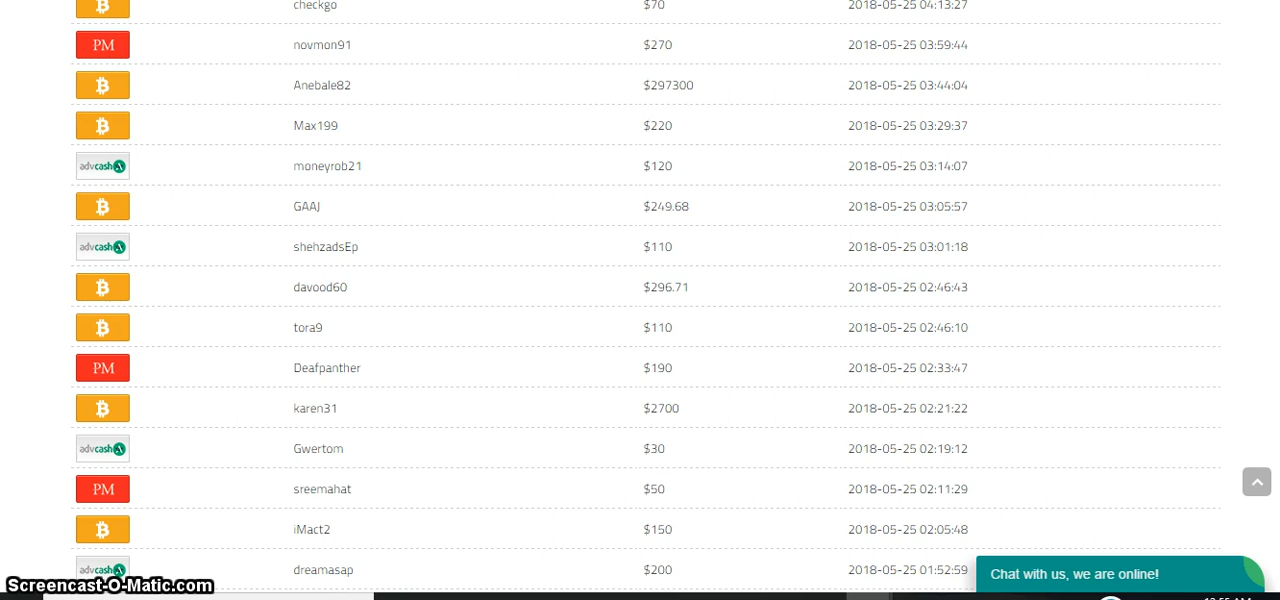 checkgo $70 2018-05-25 04:13:27
PM novmon91 $270 2018-05-25 03:59:44
Anebale82 $297300 2018-05-25 03:44:04
Max199 $220 2018-05-25 03:29:37
advcash moneyrob21 $120 2018-05-25 03:14:07
GAAJ $249.68 2018-05-25 03:05:57
advcash shehzadsEp $110 2018-05-25 03:01:18
davood60 $296.71 2018-05-25 02:46:43
tora9 $110 2018-05-25 02:46:10
PM Deafpanther $190 2018-05-25 02:33:47
karen31 $2700 2018-05-25 02:21:22
advcash Gwertom $30 2018-05-25 02:19:12
PM sreemahat $50 2018-05-25 02:11:29
iMact2 $150 2018-05-25 02:05:48
advcash dreamasap $200 2018-05-25 01:52:59
Chat with us, we are online!
Screencast-O-Matic.com